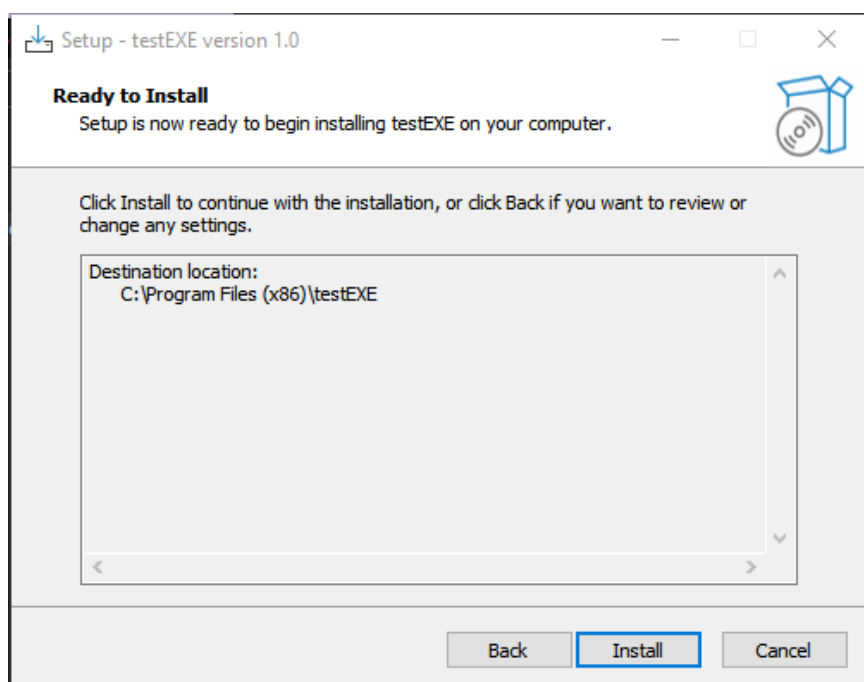 Setup - testEXE version 1.0
Ready to Install
Setup is now ready to begin installing testEXE on your computer.
Click Install to continue with the installation, or click Back if you want to review or
change any settings.
Destination location:
C:\Program Files (x86)\testEXE
Back
Install
Cancel